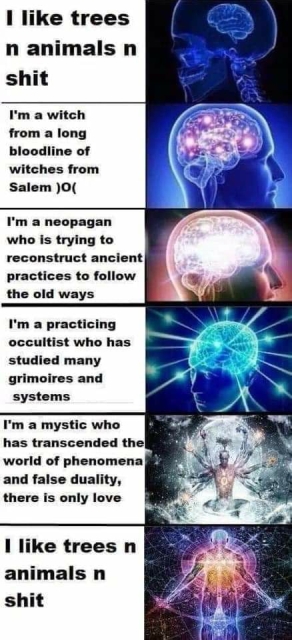 I like trees
n animals n
shit
I'm a witch
from a long
bloodline of
witches from
Salem )O(
I'm a neopagan
who is trying to
reconstruct ancient
practices to follow
the old ways
I'm a practicing
occultist who has
studied many
grimoires and
systems
I'm a mystic who
has transcended the
world of phenomena
and false duality,
there is only love
I like trees n
animals n
shit